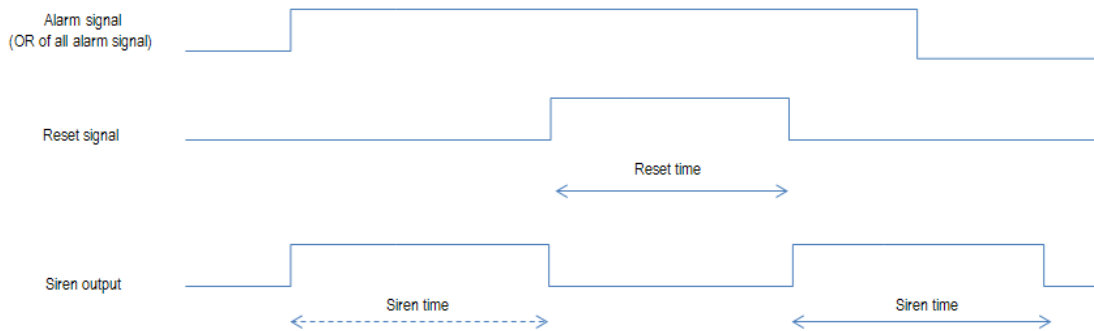 Alarm signal
(OR of all alarm signal)
Reset signal
Reset time
Siren output
Siren time
Siren time